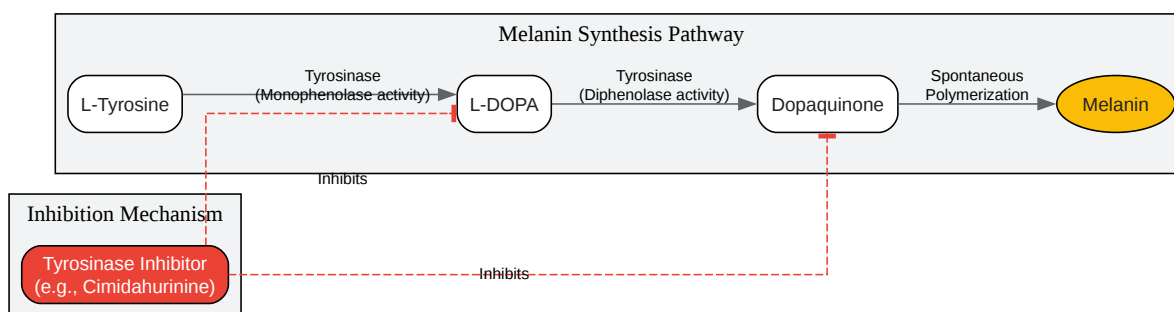 Melanin Synthesis Pathway
L-Tyrosine
Tyrosinase
(Monophenolase activity)
L-DOPA
Tyrosinase
(Diphenolase activity)
Dopaquinone
Spontaneous
Polymerization
Melanin
Inhibits
Inhibition Mechanism
Tyrosinase Inhibitor
(e.g., Cimidahurinine)
Inhibits